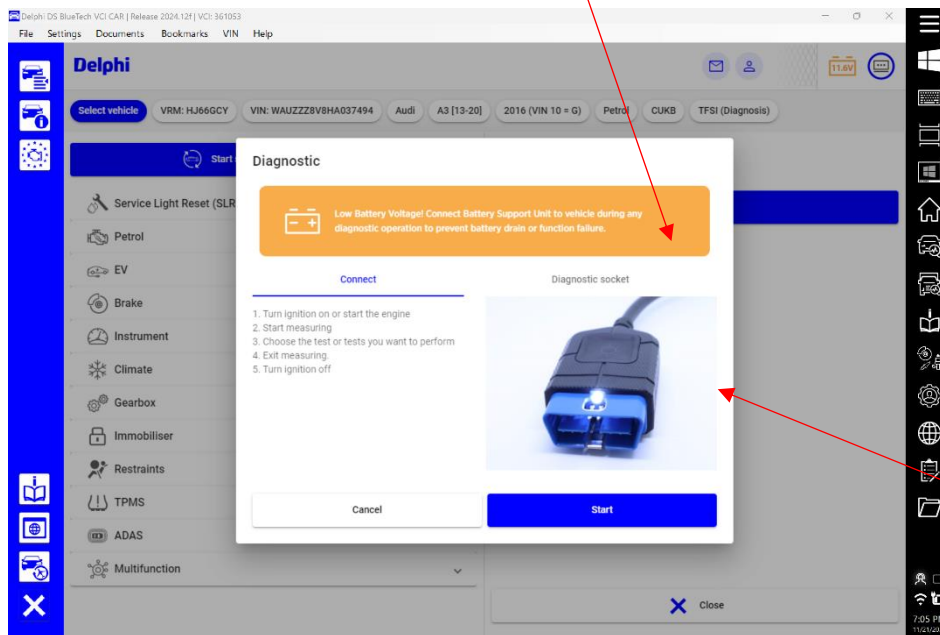 Delphi DS BlueTech VCI CAR | Release 2024.12f | VCI: 361053
File Settings Documents Bookmarks VIN Help
Delphi
11.6V
Select vehicle VRM: HJ66GCY VIN: WAUZZZ8V8HA037494 Audi A3 [13-20] 2016 (VIN 10 = G) Petrol CUKB TFSI (Diagnosis)
Start
Diagnostic
Service Light Reset (SLR
Low Battery Voltage! Connect Battery Support Unit to vehicle during any
diagnostic operation to prevent battery drain or function failure.
Petrol
EV
Connect
Diagnostic socket
Brake
1. Turn ignition on or start the engine
2. Start measuring
3. Choose the test or tests you want to perform
4. Exit measuring.
5. Turn ignition off
Instrument
Climate
Gearbox
Immobiliser
Restraints
TPMS
Cancel
Start
ADAS
Multifunction
Close
7:05 P
11/21/20